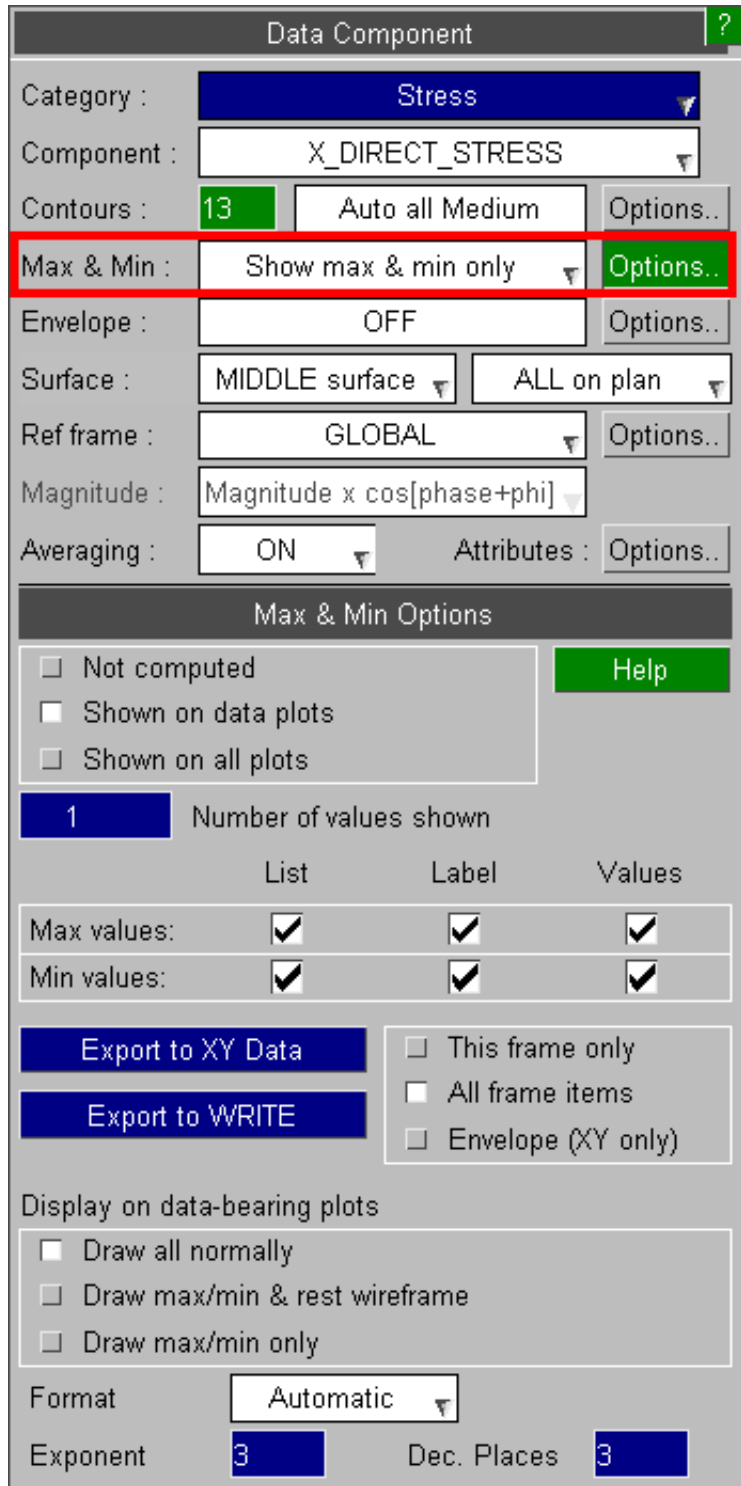 Data Component ?
Category : Stress
Component : X_DIRECT_STRESS
Contours : 13 Auto all Medium Options..
Max & Min : Show max & min only Options..
Envelope : OFF Options..
Surface : MIDDLE surface ALL on plan
Ref frame : GLOBAL Options..
Magnitude : Magnitude x cos[phase+phi]
Averaging : ON Attributes : Options..
Max & Min Options
Not computed Help
Shown on data plots
Shown on all plots
1 Number of values shown
List Label Values
Max values:
Min values:
Export to XY Data This frame only
All frame items
Export to WRITE
Envelope (XY only)
Display on data-bearing plots
Draw all normally
Draw max/min & rest wireframe
Draw max/min only
Format Automatic
Exponent 3 Dec. Places 3